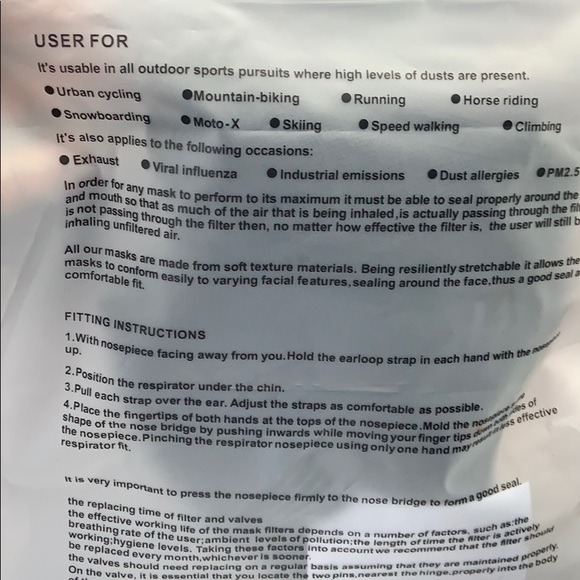 USER FOR
It's usable in all outdoor sports pursuits where high levels of dusts are present.
● Urban cycling ● Mountain-biking ● Running ● Horse riding
● Snowboarding ● Moto-X ● Skiing ● Speed walking ● Climbing
It's also applies to the following occasions:
● Exhaust ● Viral influenza ● Industrial emissions ● Dust allergies ● PM2.5
In order for any mask to perform to its maximum it must be able to seal properly around the
and mouth so that as much of the air that is being inhaled,is actually passing through the
is not passing through the filter then, no matter how effective the filter is, the user will still
inhaling unfiltered air.
All our masks are made from soft texture materials. Being resiliently stretchable it allows the
masks to conform easily to varying facial features,sealing around the face,thus a good seal
comfortable fit.
FITTING INSTRUCTIONS
1.With nosepiece facing away from you.Hold the earloop strap in each hand with the
up.
2.Position the respirator under the chin.
3.Pull each strap over the ear. Adjust the straps as comfortable as possible.
4.Place the fingertips of both hands at the tops of the nosepiece.Mold the nosepiece
shape of the nose bridge by pushing inwards while moving your finger tips down both sides of
the nosepiece.Pinching the respirator nosepiece using only one hand may result in less effective
respirator fit.
It is very important to press the nosepiece firmly to the nose bridge to form a good seal.
the replacing time of filter and valves
the effective working life of the mask filters depends on a number of factors, such as:the
breathing rate of the user;ambient levels of pollution;the length of time the filter is actively
working;hygiene levels. Taking these factors into account we recommend that the filter should
be replaced every month,whichever is sooner.
the valves should need replacing on a regular basis assuming that they are maintained properly.
On the valve, it is essential that you locate the two pins,nearest the hinge,properly into the body